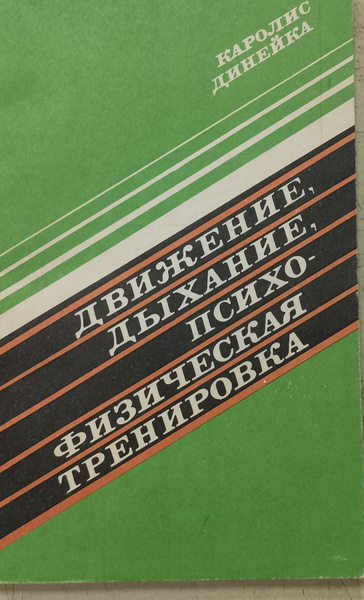 КАРОЛИС
ДИНЕЙКА
ДВИЖЕНИЕ,
ДЫХАНИЕ,
ПСИХО-
ФИЗИЧЕСКАЯ
ТРЕНИРОВКА